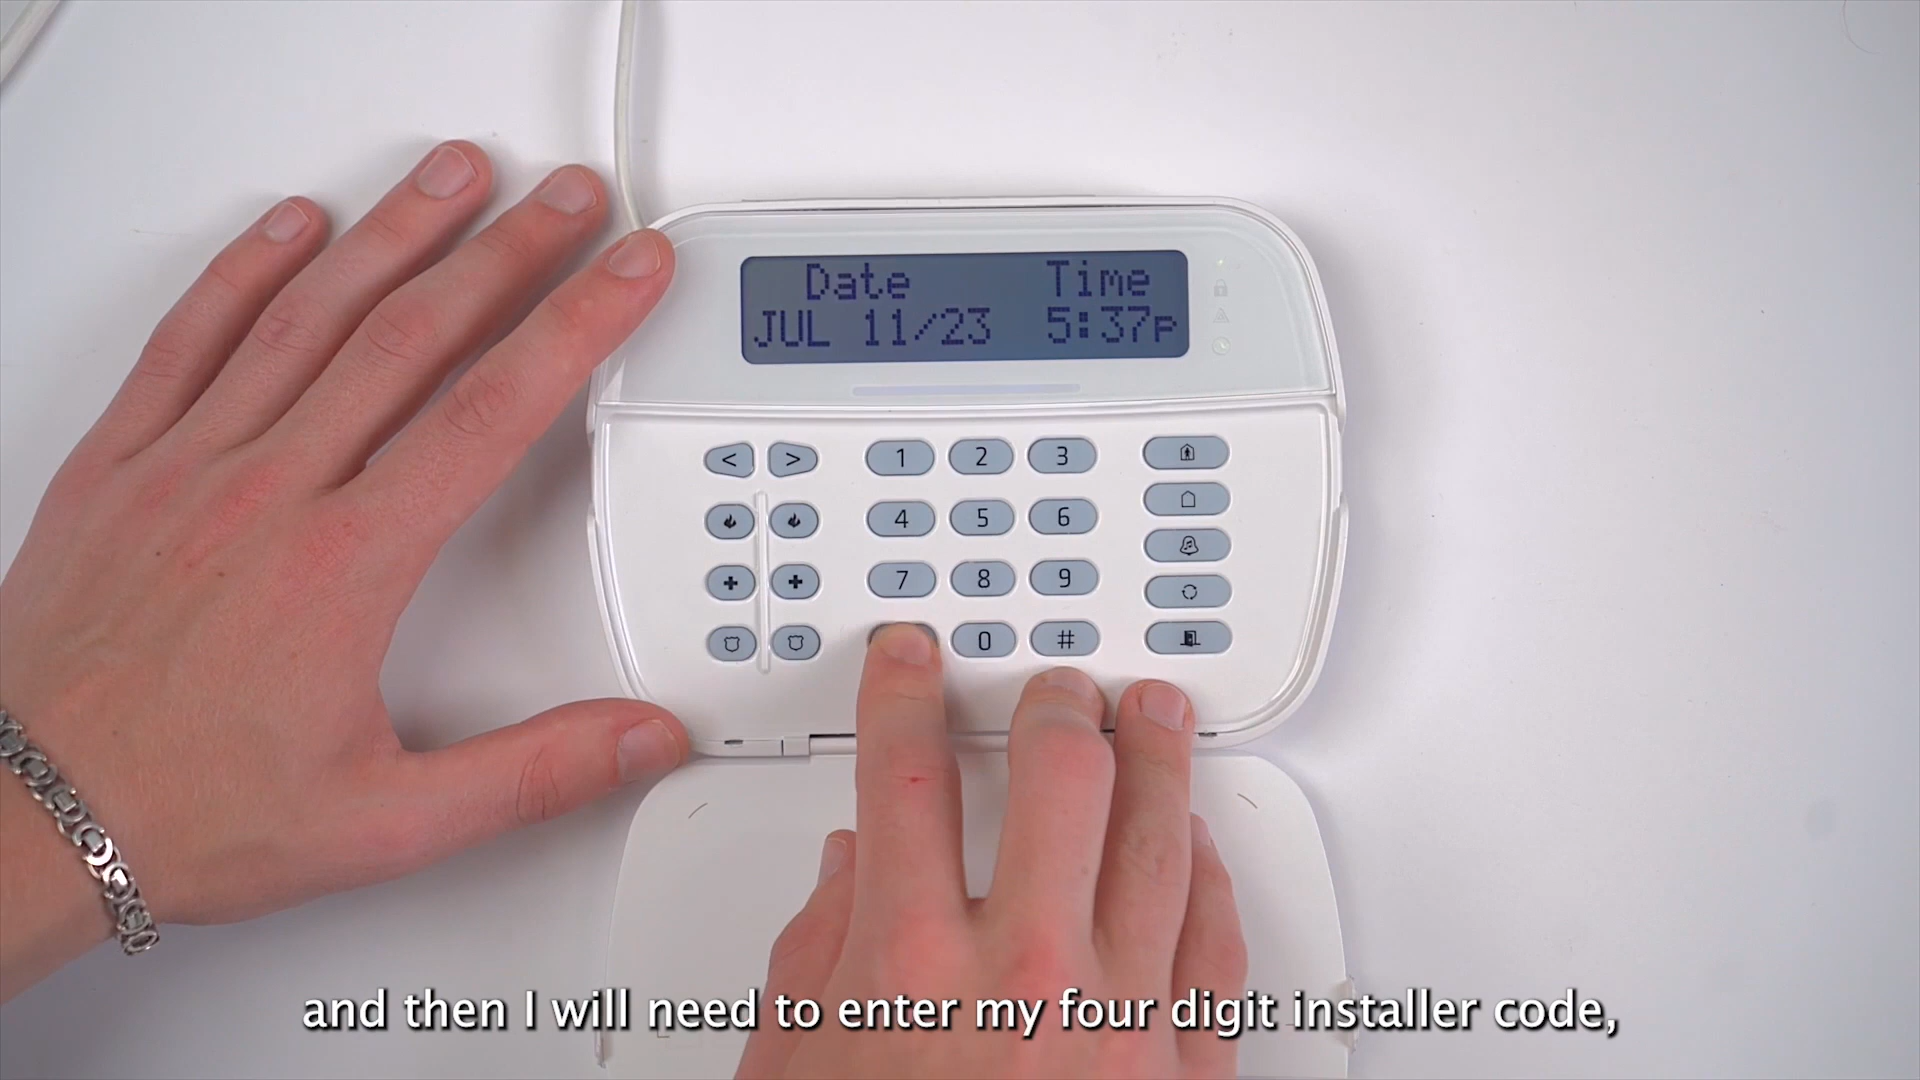 Date Time
JUL 11/23 5:37p
< > 1 2 3
4 5 6
7 8 9
0 #
and then I will need to enter my four digit installer code,